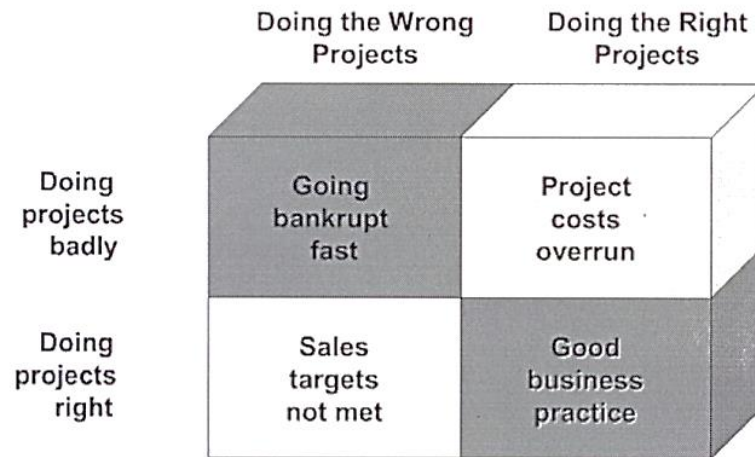 Doing the Wrong
Projects
Doing the Right
Projects
Doing
projects
badly
Going
bankrupt
fast
Project
costs
overrun
Doing
projects
right
Sales
targets
not met
Good
business
practice